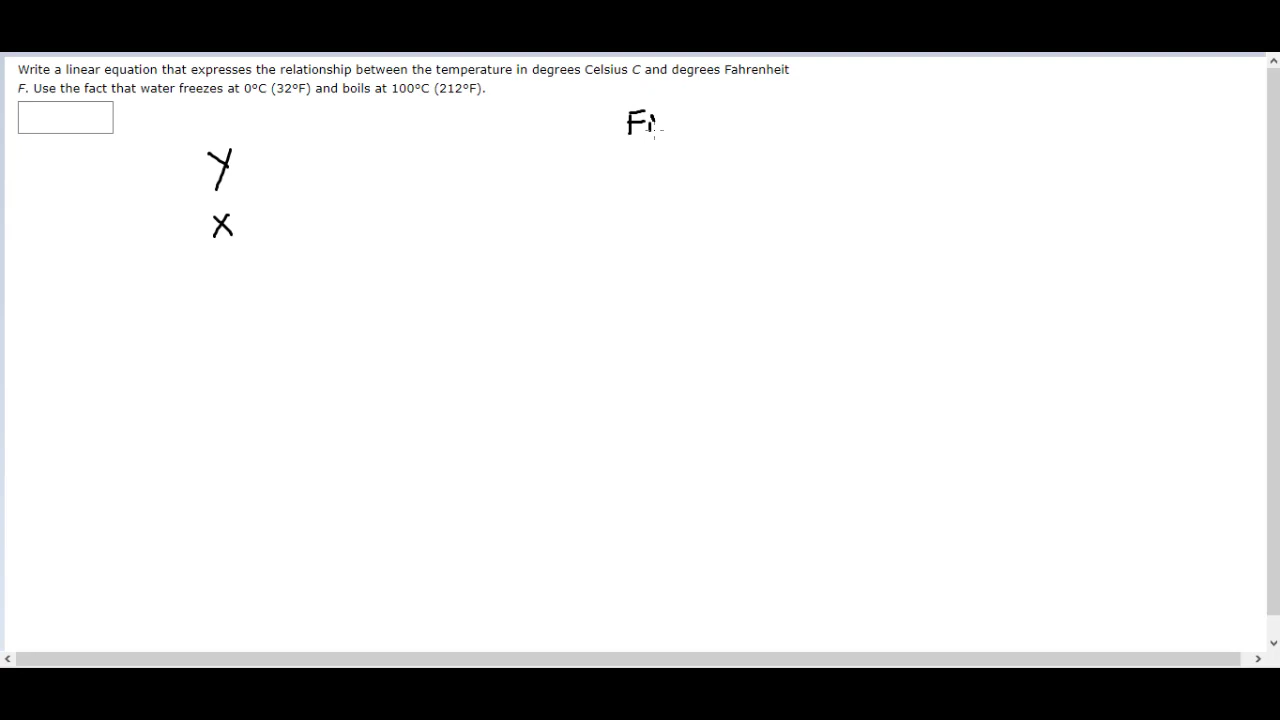 Write a linear equation that expresses the relationship between the temperature in degrees Celsius C and degrees Fahrenheit
F. Use the fact that water freezes at 0°C (32°F) and boils at 100°C (212°F).
y
x